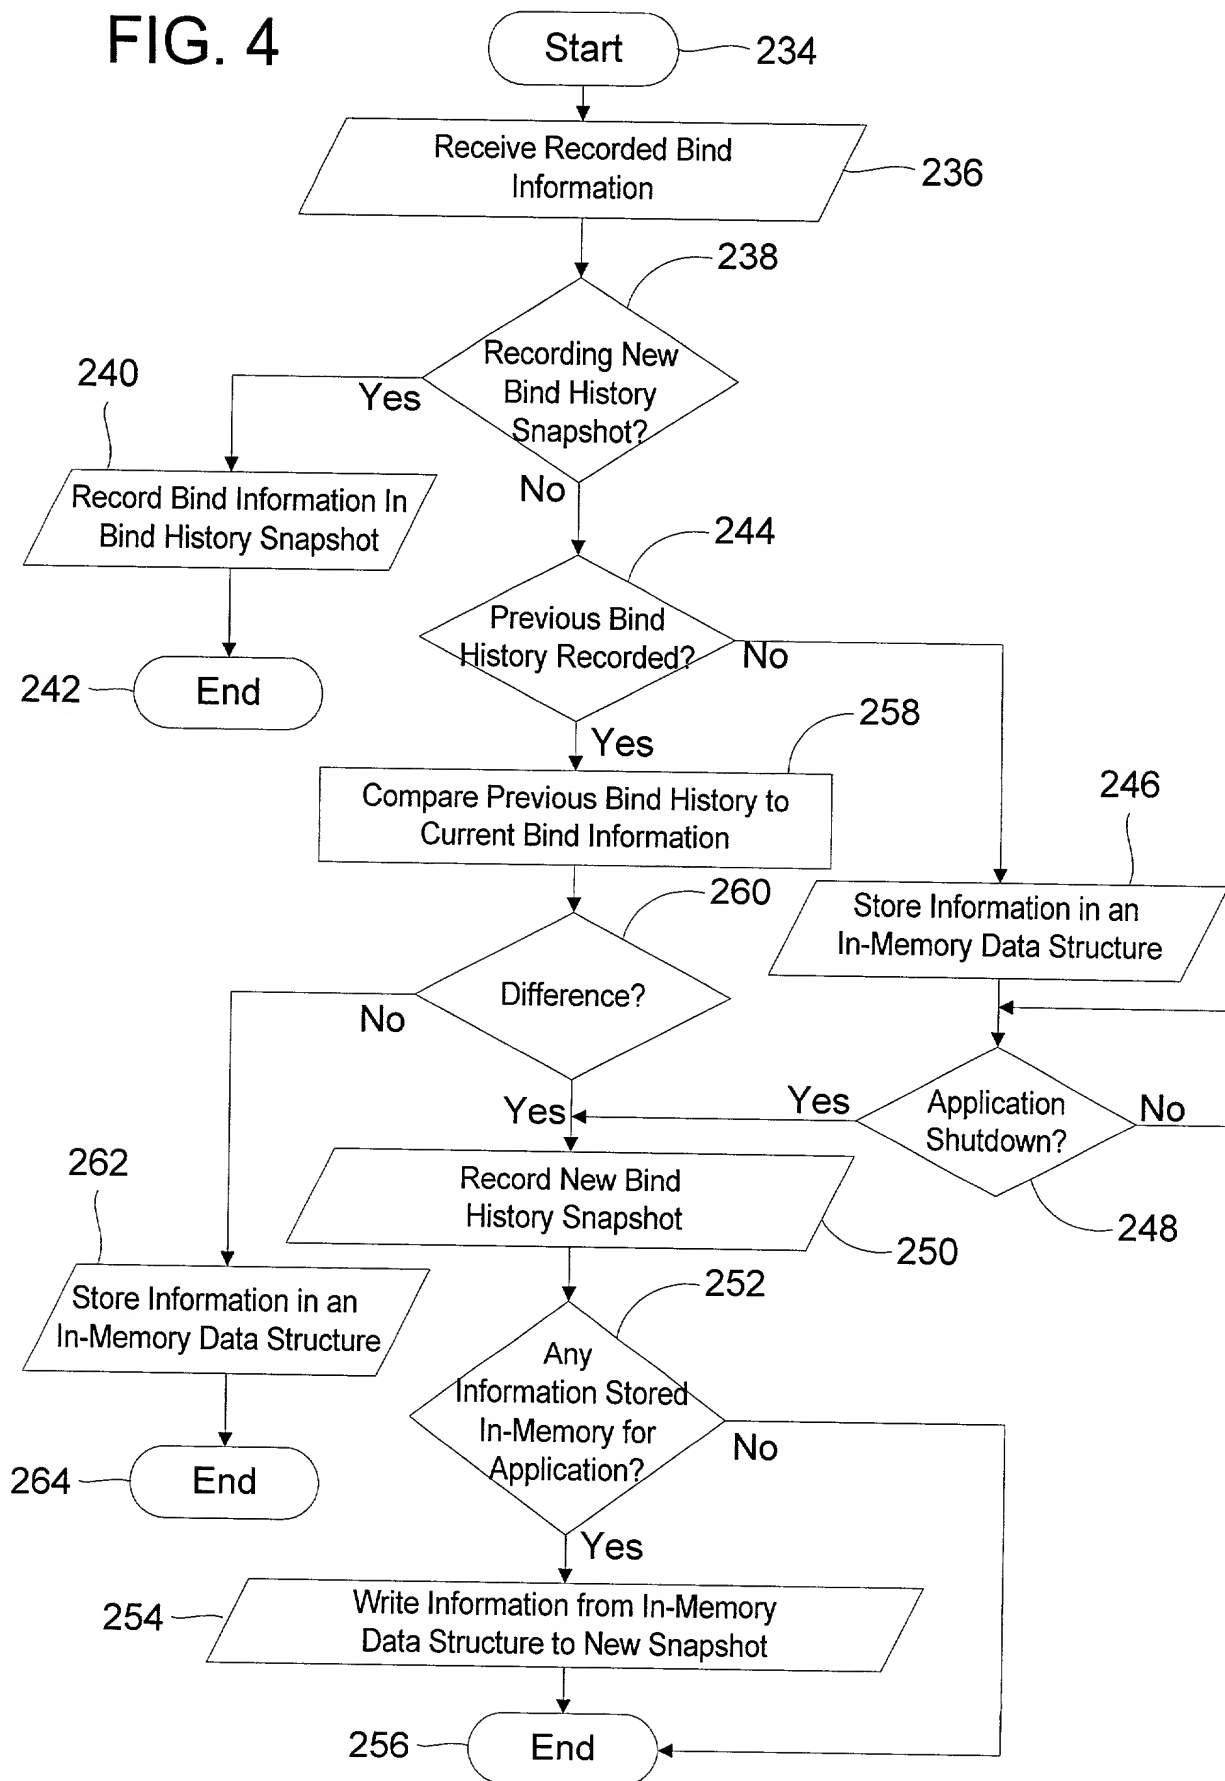 FIG. 4
Start
234
Receive Recorded Bind
Information
236
238
Recording New
Bind History
Snapshot?
Yes
No
240
Record Bind Information In
Bind History Snapshot
242
End
244
Previous Bind
History Recorded?
No
Yes
258
Compare Previous Bind History to
Current Bind Information
246
Store Information in an
In-Memory Data Structure
260
Difference?
No
Yes
Application
Shutdown?
Yes
No
248
262
Store Information in an
In-Memory Data Structure
264
End
Record New Bind
History Snapshot
250
252
Any
Information Stored
In-Memory for
Application?
No
Yes
254
Write Information from In-Memory
Data Structure to New Snapshot
256
End